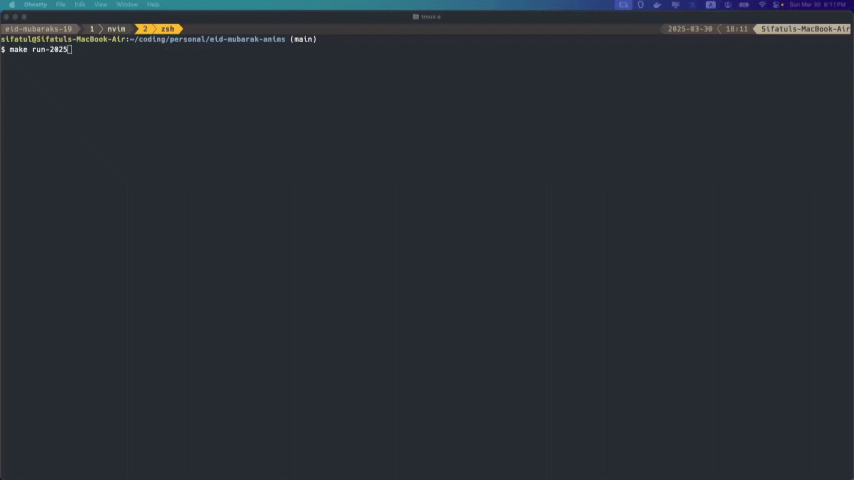 Ghostty File Edit View Window Help Sun Mar 30 6:11PM
tmux a
eid-mubaraks-19 1 nvim 2 zsh 2025-03-30 18:11 Sifatuls-MacBook-Air
sifatul@Sifatuls-MacBook-Air:~/coding/personal/eid-mubarak-anims (main)
$ make run-2025